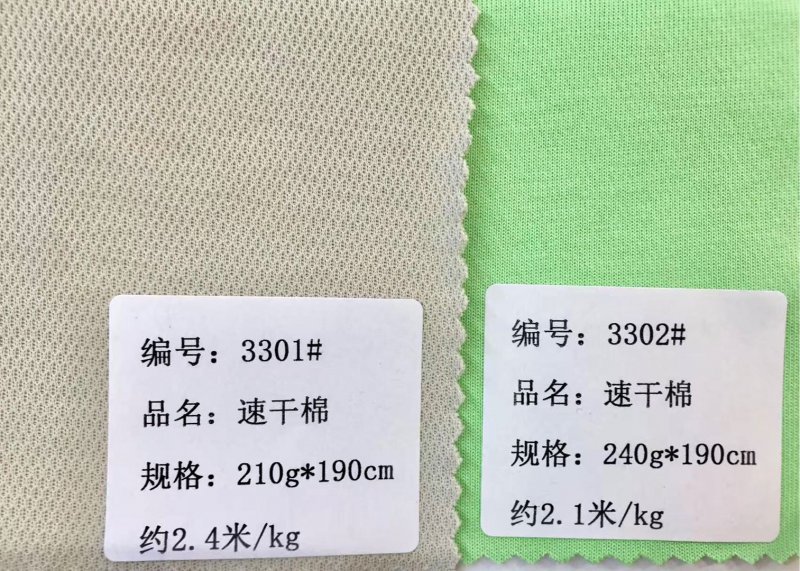 编号：3301#
品名：速干棉
规格：210g*190cm
约2.4米/kg
编号：3302#
品名：速干棉
规格：240g*190cm
约2.1米/kg